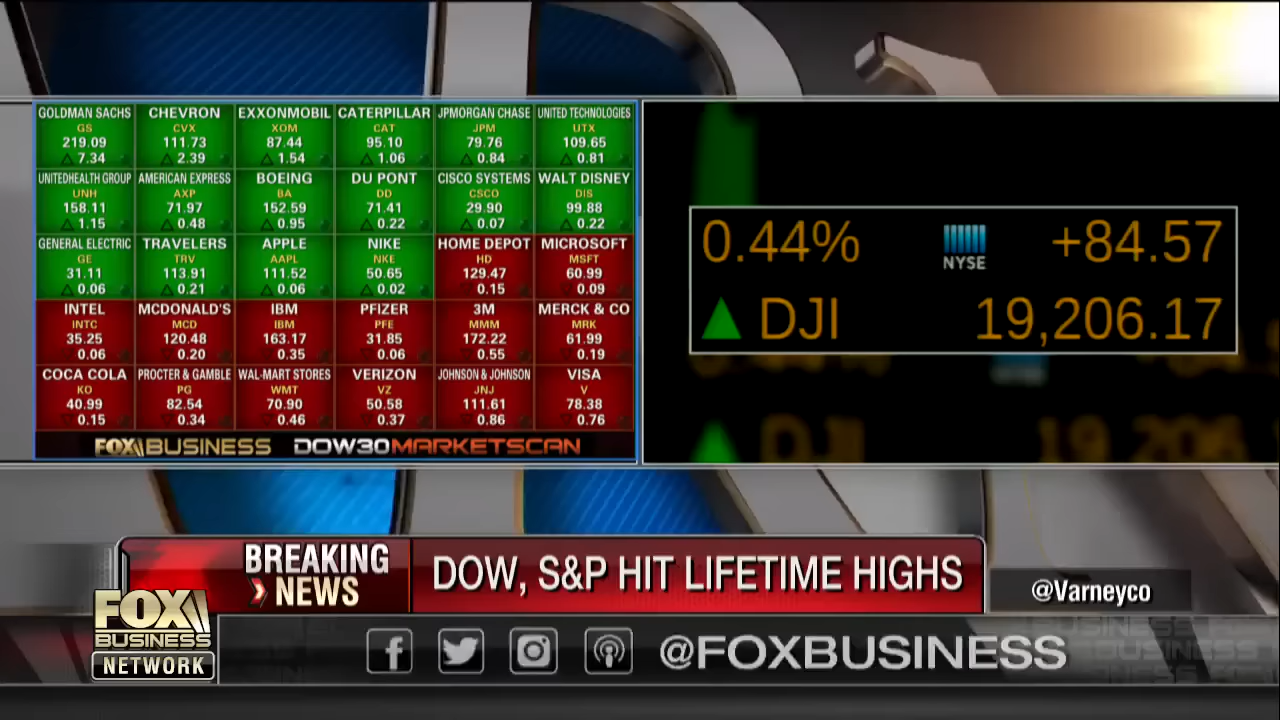 GOLDMAN SACHS CHEVRON EXXONMOBIL CATERPILLAR JPMORGAN CHASE UNITED TECHNOLOGIES
GS CVX XOM CAT JPM UTX
219.09 111.73 87.44 95.10 79.76 109.65
△ 7.34 △ 2.39 △ 1.54 △ 1.06 △ 0.84 △ 0.81
UNITEDHEALTH GROUP AMERICAN EXPRESS BOEING DU PONT CISCO SYSTEMS WALT DISNEY
UNH AXP BA DD CSCO DIS
158.11 71.97 152.59 71.41 29.90 99.88
△ 1.15 △ 0.48 △ 0.95 △ 0.22 △ 0.07 △ 0.22
GENERAL ELECTRIC TRAVELERS APPLE NIKE HOME DEPOT MICROSOFT
GE TRV AAPL NKE HD MSFT
31.11 113.91 111.52 50.65 129.47 60.99
△ 0.06 △ 0.21 △ 0.06 △ 0.02 ▽ 0.15 ▽ 0.09
INTEL MCDONALD'S IBM PFIZER 3M MERCK & CO
INTC MCD IBM PFE MMM MRK
35.25 120.48 163.17 31.85 172.22 61.99
▽ 0.06 ▽ 0.20 ▽ 0.35 ▽ 0.06 ▽ 0.55 ▽ 0.19
COCA COLA PROCTER & GAMBLE WAL-MART STORES VERIZON JOHNSON & JOHNSON VISA
KO PG WMT VZ JNJ V
40.99 82.54 70.90 50.58 111.61 78.38
▽ 0.15 ▽ 0.34 ▽ 0.46 ▽ 0.37 ▽ 0.86 ▽ 0.76
FOX BUSINESS DOW30MARKETSCAN
0.44% NYSE +84.57
▲ DJI 19,206.17
DJI 19 206
BREAKING NEWS
DOW, S&P HIT LIFETIME HIGHS
@Varneyco
FOX
BUSINESS
NETWORK
@FOXBUSINESS